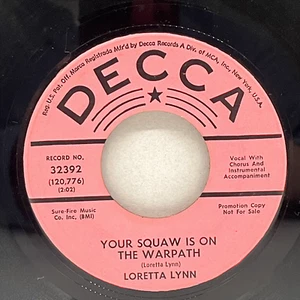 Reg. U.S. Pat. Off. Marca Registrada Mfr'd by Decca Records A Div. of MCA, Inc., New York, U.S.A.
DECCA
RECORD NO.
32392
(120,776)
(2:02)
Vocal With
Chorus And
Instrumental
Accompaniment
Sure-Fire Music
Co. Inc. (BMI)
Promotion Copy
Not For Sale
YOUR SQUAW IS ON
THE WARPATH
(Loretta Lynn)
LORETTA LYNN